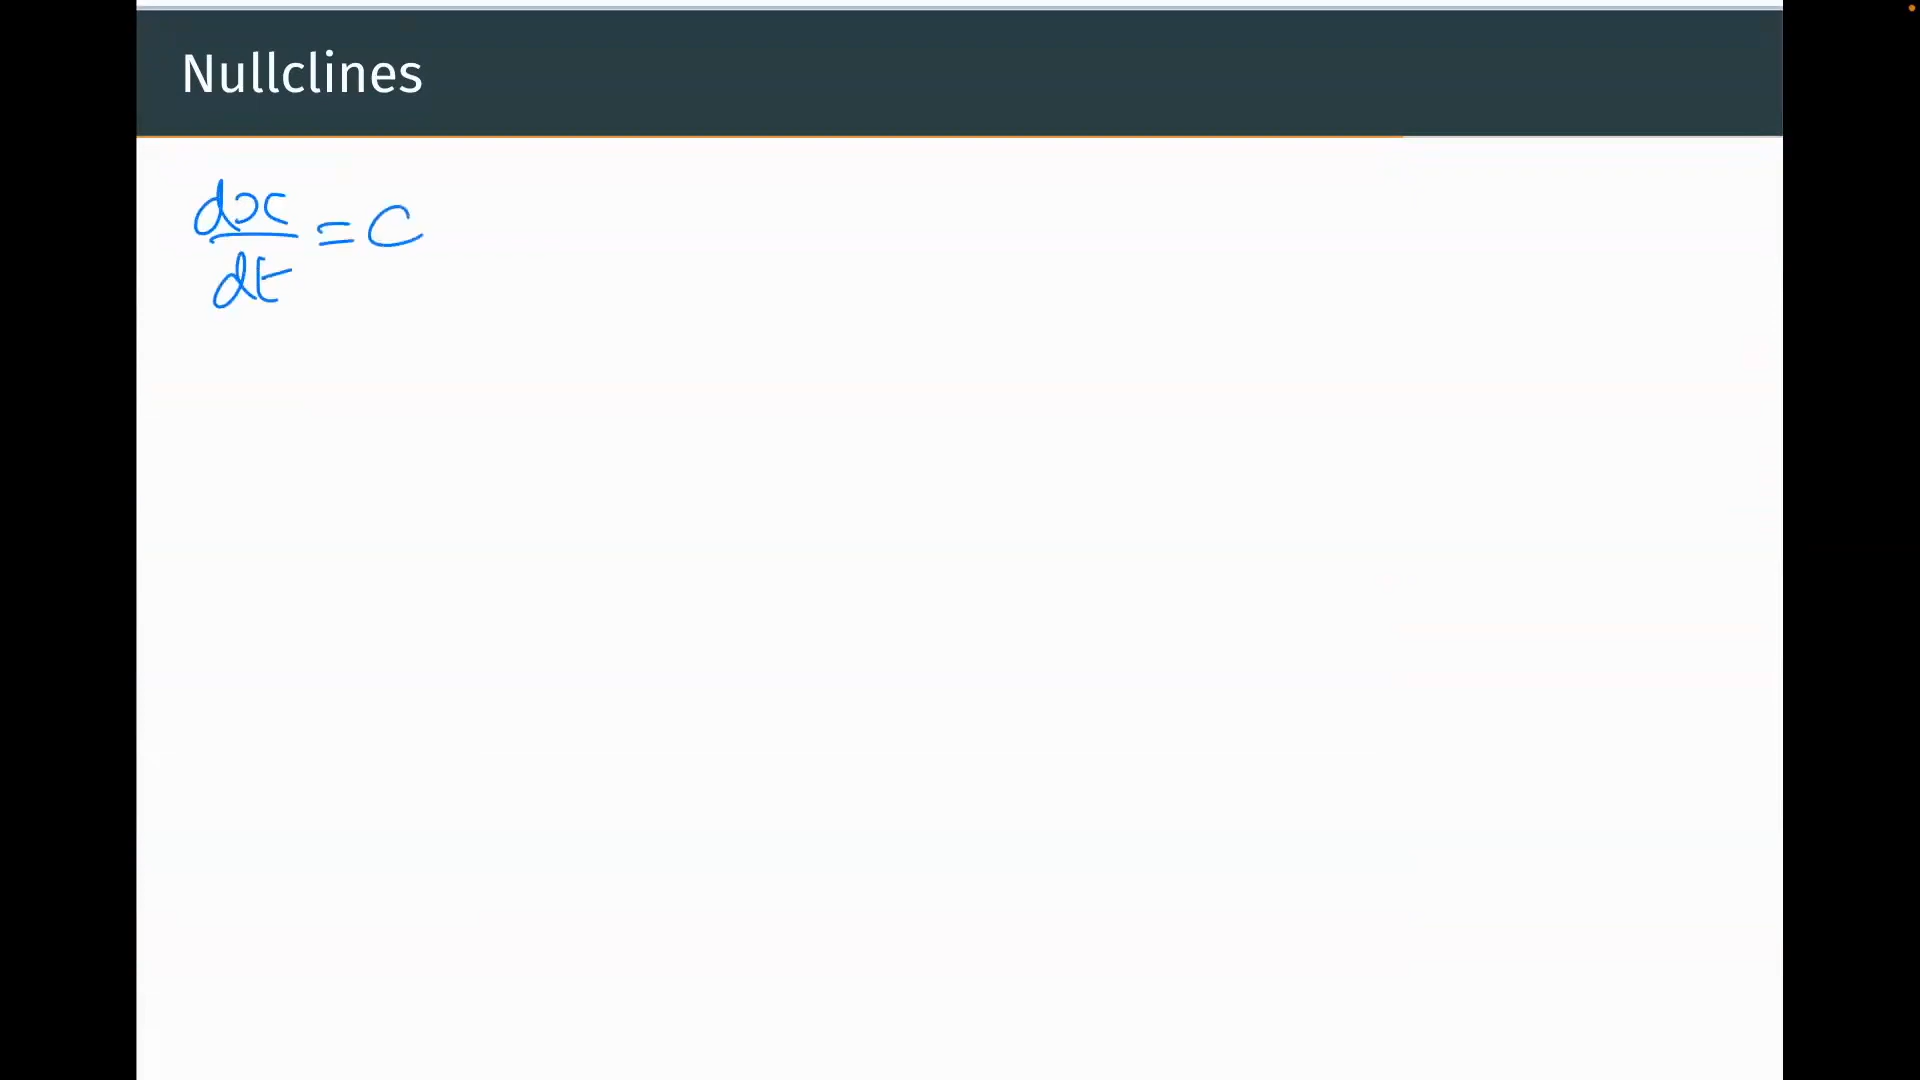 Nullclines
dx/dt = C